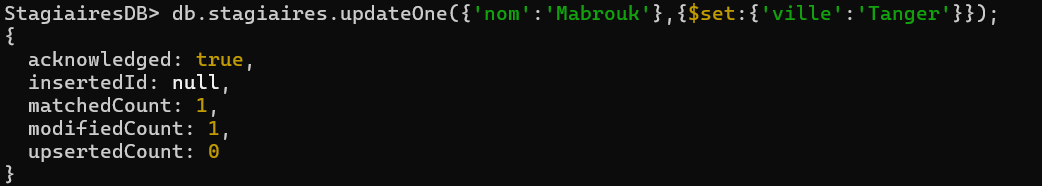 StagiairesDB> db.stagiaires.updateOne({'nom':'Mabrouk'},{$set:{'ville':'Tanger'}});
{
  acknowledged: true,
  insertedId: null,
  matchedCount: 1,
  modifiedCount: 1,
  upsertedCount: 0
}